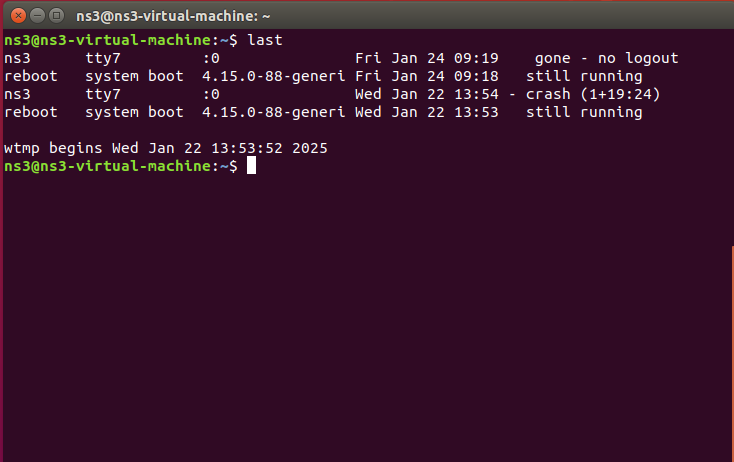 ns3@ns3-virtual-machine: ~
ns3@ns3-virtual-machine:~$ last
ns3      tty7         :0               Fri Jan 24 09:19    gone - no logout
reboot   system boot  4.15.0-88-generi Fri Jan 24 09:18   still running
ns3      tty7         :0               Wed Jan 22 13:54 - crash (1+19:24)
reboot   system boot  4.15.0-88-generi Wed Jan 22 13:53   still running

wtmp begins Wed Jan 22 13:53:52 2025
ns3@ns3-virtual-machine:~$